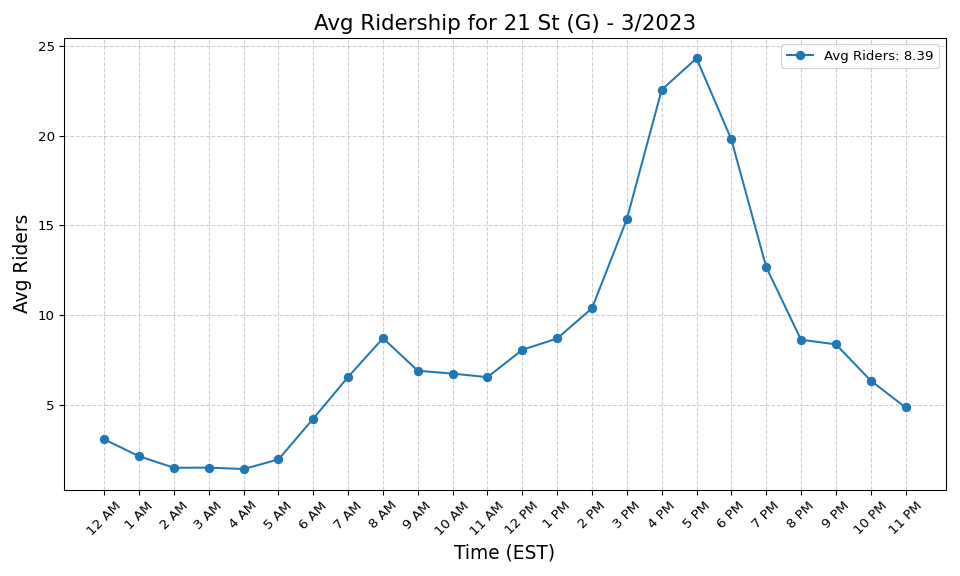 Avg Ridership for 21 St (G) - 3/2023
Avg Riders: 8.39
25
20
15
10
5
Avg Riders
12 AM
1 AM
2 AM
3 AM
4 AM
5 AM
6 AM
7 AM
8 AM
9 AM
10 AM
11 AM
12 PM
1 PM
2 PM
3 PM
4 PM
5 PM
6 PM
7 PM
8 PM
9 PM
10 PM
11 PM
Time (EST)